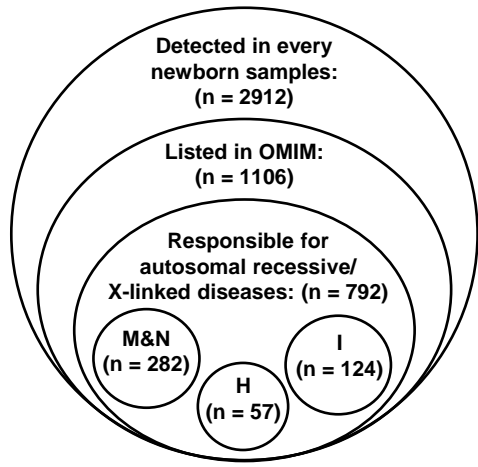 Detected in every
newborn samples:
(n = 2912)
Listed in OMIM:
(n = 1106)
Responsible for
autosomal recessive/
X-linked diseases: (n = 792)
M&N
(n = 282)
H
(n = 57)
I
(n = 124)